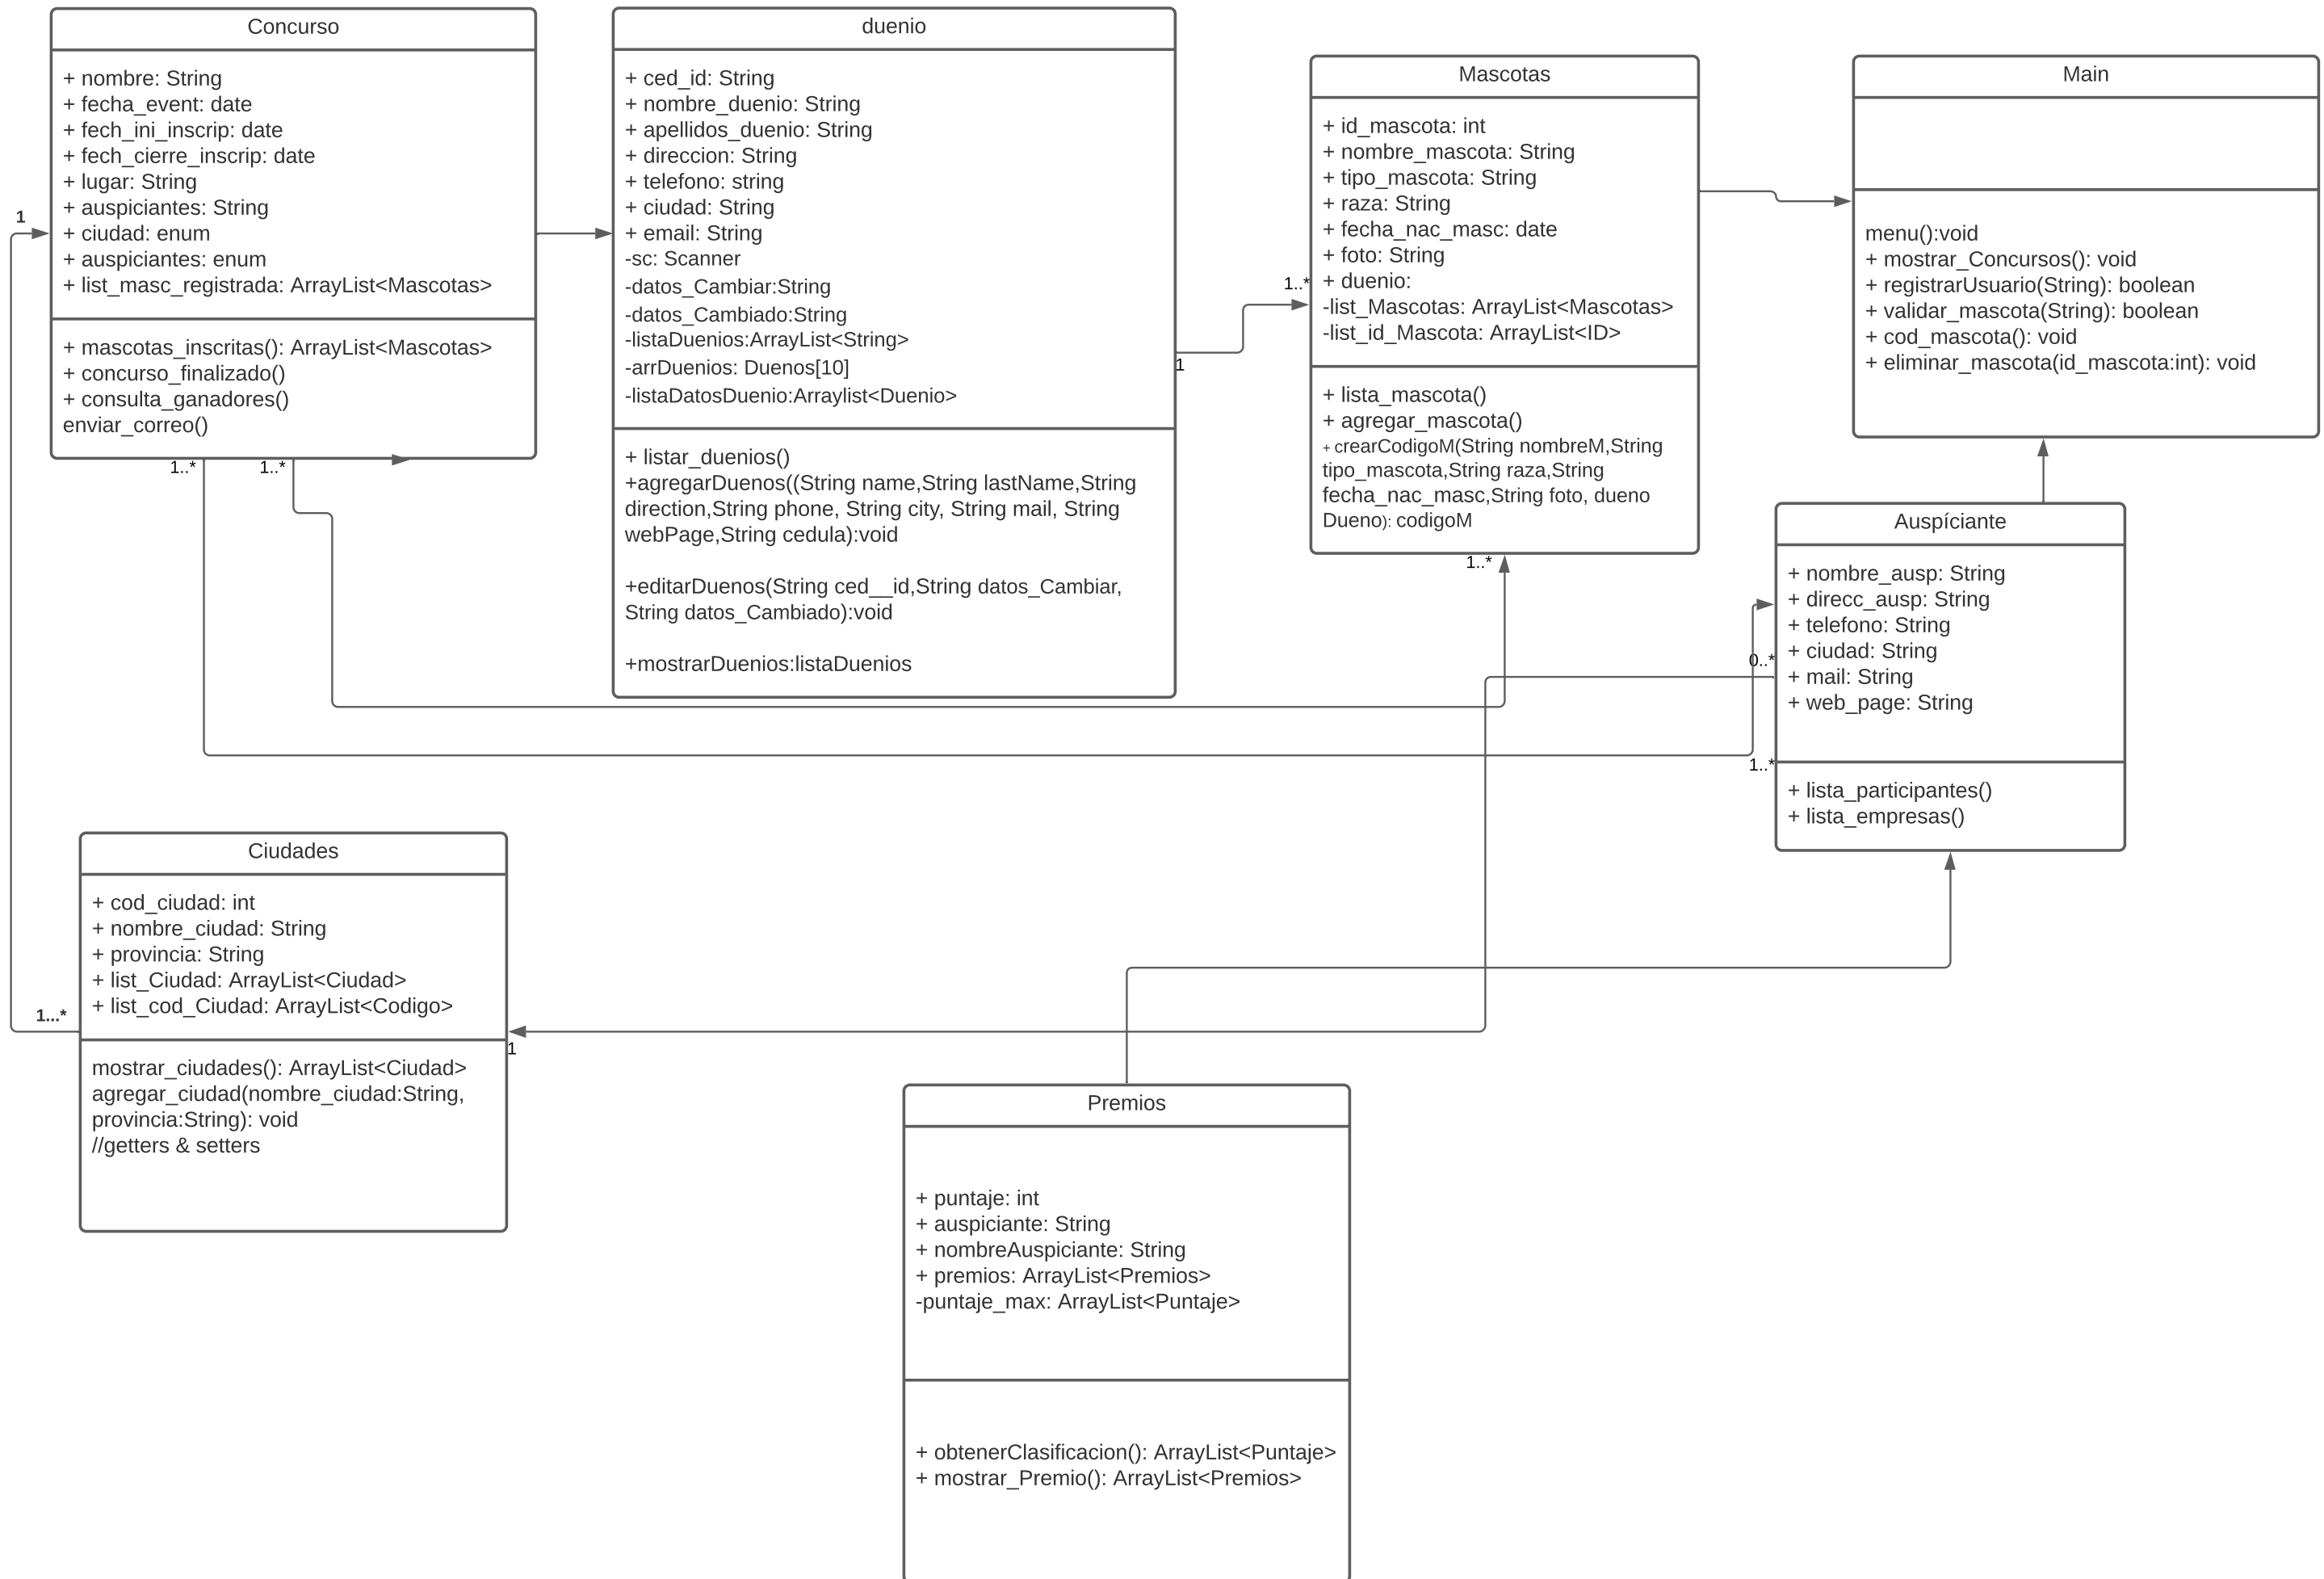 Concurso
+ nombre: String
+ fecha_event: date
+ fech_ini_inscrip: date
+ fech_cierre_inscrip: date
+ lugar: String
+ auspiciantes: String
+ ciudad: enum
+ auspiciantes: enum
+ list_masc_registrada: ArrayList<Mascotas>
+ mascotas_inscritas(): ArrayList<Mascotas>
+ concurso_finalizado()
+ consulta_ganadores()
enviar_correo()
1
1..*
1..*
duenio
+ ced_id: String
+ nombre_duenio: String
+ apellidos_duenio: String
+ direccion: String
+ telefono: string
+ ciudad: String
+ email: String
-sc: Scanner
-datos_Cambiar:String
-datos_Cambiado:String
-listaDuenios:ArrayList<String>
-arrDuenios: Duenos[10]
-listaDatosDuenio:Arraylist<Duenio>
+ listar_duenios()
+agregarDuenos((String name,String lastName,String
direction,String phone, String city, String mail, String
webPage,String cedula):void
+editarDuenos(String ced__id,String datos_Cambiar,
String datos_Cambiado):void
+mostrarDuenios:listaDuenios
1
1..*
Mascotas
+ id_mascota: int
+ nombre_mascota: String
+ tipo_mascota: String
+ raza: String
+ fecha_nac_masc: date
+ foto: String
+ duenio:
-list_Mascotas: ArrayList<Mascotas>
-list_id_Mascota: ArrayList<ID>
+ lista_mascota()
+ agregar_mascota()
+ crearCodigoM(String nombreM,String
tipo_mascota,String raza,String
fecha_nac_masc,String foto, dueno
Dueno): codigoM
1..*
Main
menu():void
+ mostrar_Concursos(): void
+ registrarUsuario(String): boolean
+ validar_mascota(String): boolean
+ cod_mascota(): void
+ eliminar_mascota(id_mascota:int): void
Auspíciante
+ nombre_ausp: String
+ direcc_ausp: String
+ telefono: String
+ ciudad: String
+ mail: String
+ web_page: String
+ lista_participantes()
+ lista_empresas()
0..*
1..*
Ciudades
+ cod_ciudad: int
+ nombre_ciudad: String
+ provincia: String
+ list_Ciudad: ArrayList<Ciudad>
+ list_cod_Ciudad: ArrayList<Codigo>
mostrar_ciudades(): ArrayList<Ciudad>
agregar_ciudad(nombre_ciudad:String,
provincia:String): void
//getters & setters
1...*
1
Premios
+ puntaje: int
+ auspiciante: String
+ nombreAuspiciante: String
+ premios: ArrayList<Premios>
-puntaje_max: ArrayList<Puntaje>
+ obtenerClasificacion(): ArrayList<Puntaje>
+ mostrar_Premio(): ArrayList<Premios>